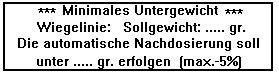 *** Minimales Untergewicht ***
Wiegelinie: Sollgewicht: ..... gr.
Die automatische Nachdosierung soll
unter ..... gr. erfolgen (max.-5%)